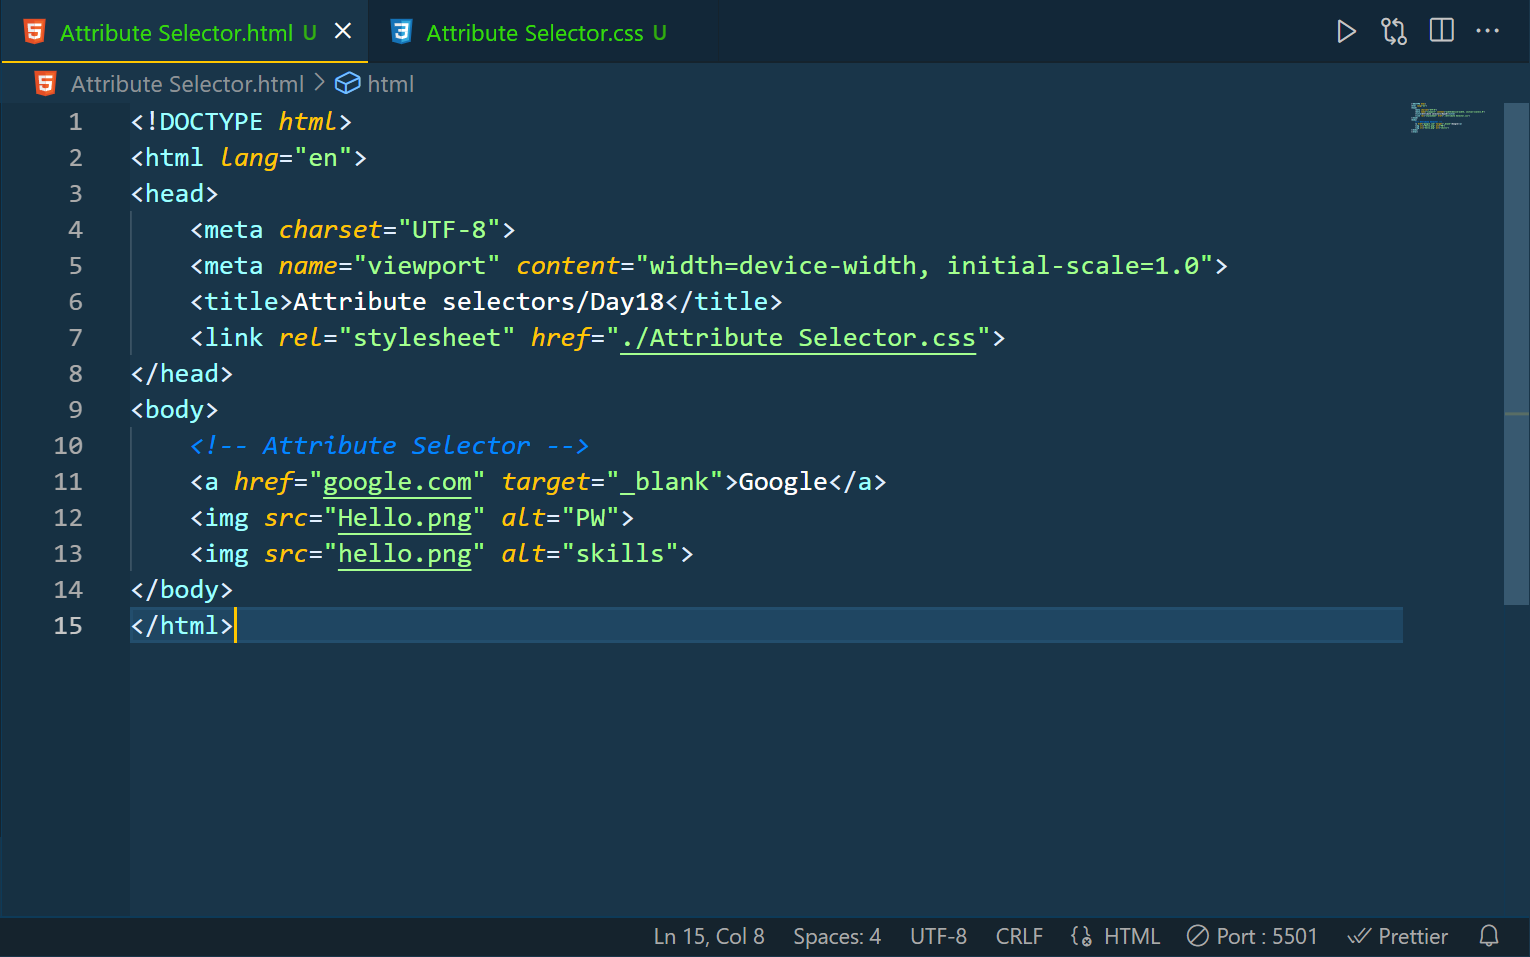 Attribute Selector.html U
Attribute Selector.css U
Attribute Selector.html > html
1 <!DOCTYPE html>
2 <html lang="en">
3 <head>
4     <meta charset="UTF-8">
5     <meta name="viewport" content="width=device-width, initial-scale=1.0">
6     <title>Attribute selectors/Day18</title>
7     <link rel="stylesheet" href="./Attribute Selector.css">
8 </head>
9 <body>
10     <!-- Attribute Selector -->
11     <a href="google.com" target="_blank">Google</a>
12     <img src="Hello.png" alt="PW">
13     <img src="hello.png" alt="skills">
14 </body>
15 </html>
Ln 15, Col 8 Spaces: 4 UTF-8 CRLF HTML Port : 5501 Prettier